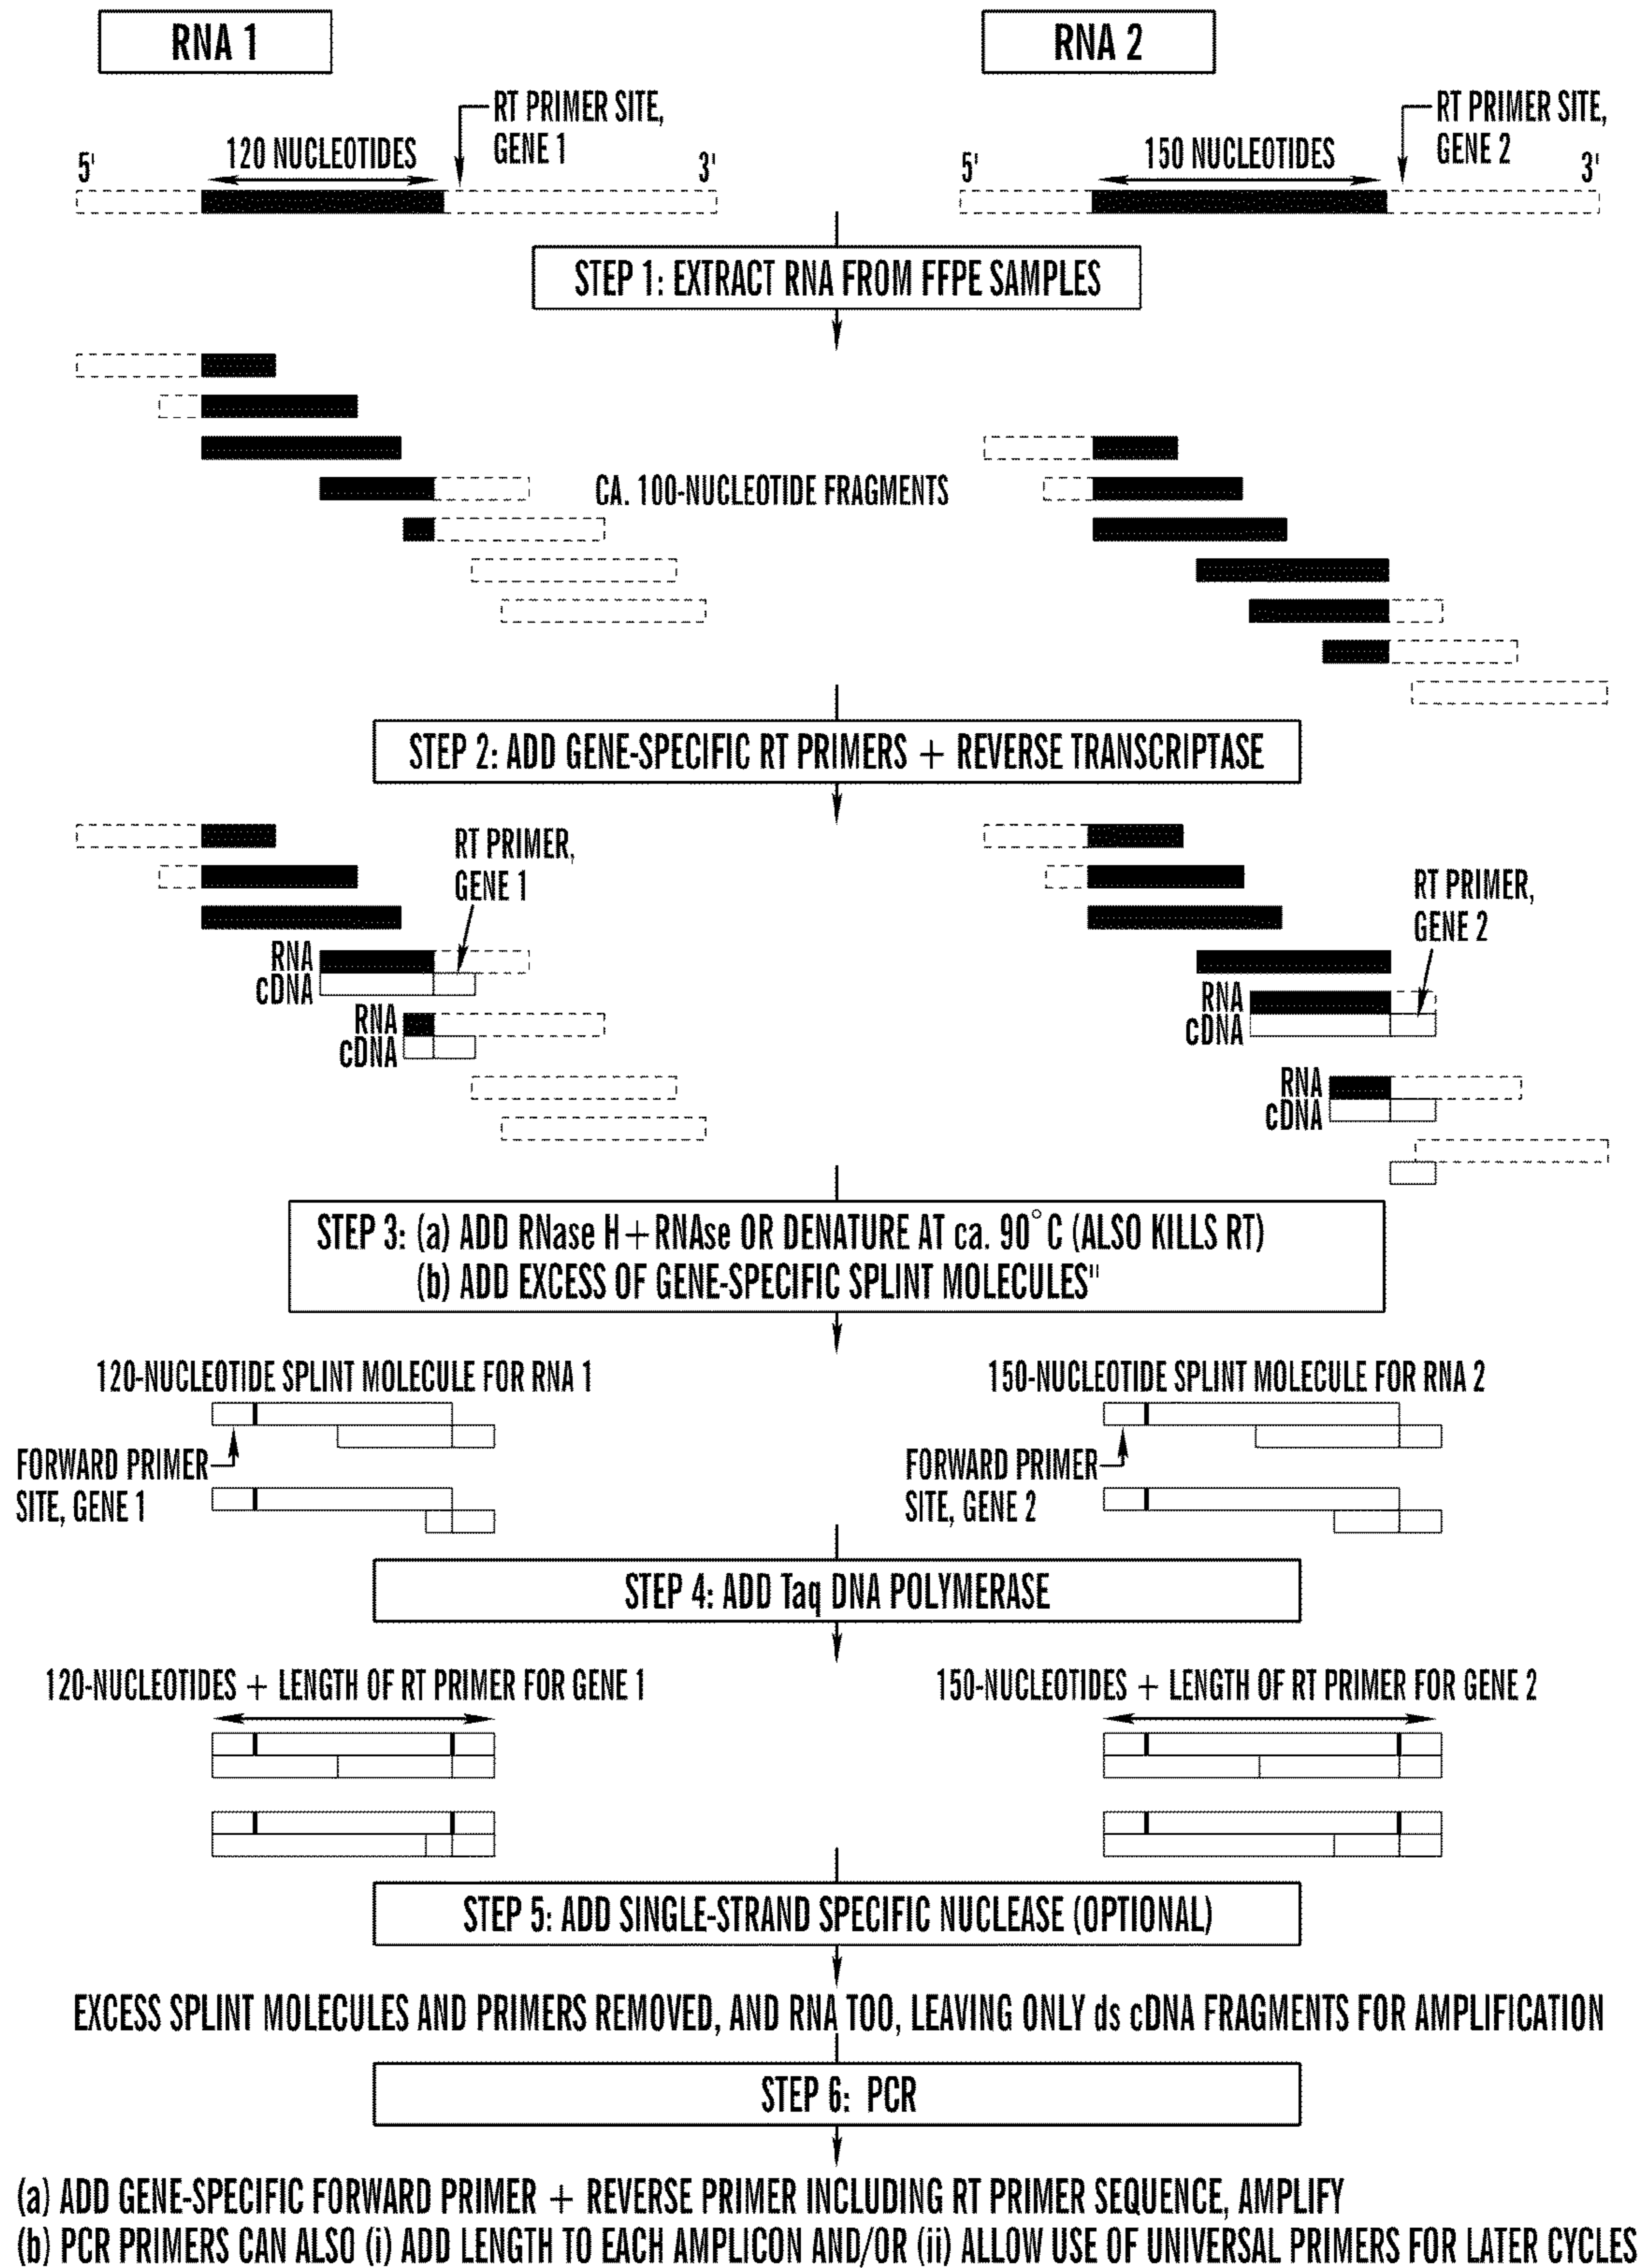 RNA 1
RNA 2
RT PRIMER SITE,
GENE 1
120 NUCLEOTIDES
5'
3'
RT PRIMER SITE,
GENE 2
150 NUCLEOTIDES
5'
3'
STEP 1: EXTRACT RNA FROM FFPE SAMPLES
CA. 100-NUCLEOTIDE FRAGMENTS
STEP 2: ADD GENE-SPECIFIC RT PRIMERS + REVERSE TRANSCRIPTASE
RT PRIMER,
GENE 1
RNA
cDNA
RNA
cDNA
RT PRIMER,
GENE 2
RNA
cDNA
RNA
cDNA
STEP 3: (a) ADD RNase H+RNAse OR DENATURE AT ca. 90°C (ALSO KILLS RT)
(b) ADD EXCESS OF GENE-SPECIFIC SPLINT MOLECULES"
120-NUCLEOTIDE SPLINT MOLECULE FOR RNA 1
FORWARD PRIMER
SITE, GENE 1
150-NUCLEOTIDE SPLINT MOLECULE FOR RNA 2
FORWARD PRIMER
SITE, GENE 2
STEP 4: ADD Taq DNA POLYMERASE
120-NUCLEOTIDES + LENGTH OF RT PRIMER FOR GENE 1
150-NUCLEOTIDES + LENGTH OF RT PRIMER FOR GENE 2
STEP 5: ADD SINGLE-STRAND SPECIFIC NUCLEASE (OPTIONAL)
EXCESS SPLINT MOLECULES AND PRIMERS REMOVED, AND RNA TOO, LEAVING ONLY ds cDNA FRAGMENTS FOR AMPLIFICATION
STEP 6: PCR
(a) ADD GENE-SPECIFIC FORWARD PRIMER + REVERSE PRIMER INCLUDING RT PRIMER SEQUENCE, AMPLIFY
(b) PCR PRIMERS CAN ALSO (i) ADD LENGTH TO EACH AMPLICON AND/OR (ii) ALLOW USE OF UNIVERSAL PRIMERS FOR LATER CYCLES